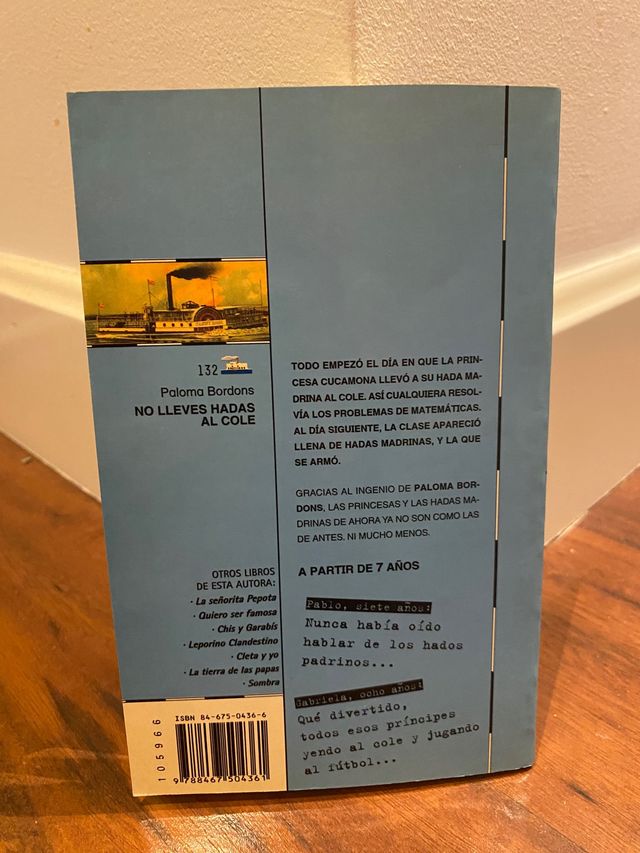 132
Paloma Bordons
NO LLEVES HADAS
AL COLE
OTROS LIBROS
DE ESTA AUTORA:
· La señorita Pepota
· Quiero ser famosa
· Chis y Garabís
· Leporino Clandestino
· Cleta y yo
· La tierra de las papas
· Sombra
ISBN 84-675-0436-6
105966
9 788467 504361
TODO EMPEZÓ EL DÍA EN QUE LA PRIN-
CESA CUCAMONA LLEVÓ A SU HADA MA-
DRINA AL COLE. ASÍ CUALQUIERA RESOL-
VÍA LOS PROBLEMAS DE MATEMÁTICAS.
AL DÍA SIGUIENTE, LA CLASE APARECIÓ
LLENA DE HADAS MADRINAS, Y LA QUE
SE ARMÓ.
GRACIAS AL INGENIO DE PALOMA BOR-
DONS, LAS PRINCESAS Y LAS HADAS MA-
DRINAS DE AHORA YA NO SON COMO LAS
DE ANTES. NI MUCHO MENOS.
A PARTIR DE 7 AÑOS
Pablo, siete años:
Nunca había oído
hablar de los hados
padrinos...
Gabriela, ocho años:
Qué divertido,
todos esos príncipes
yendo al cole y jugando
al fútbol...